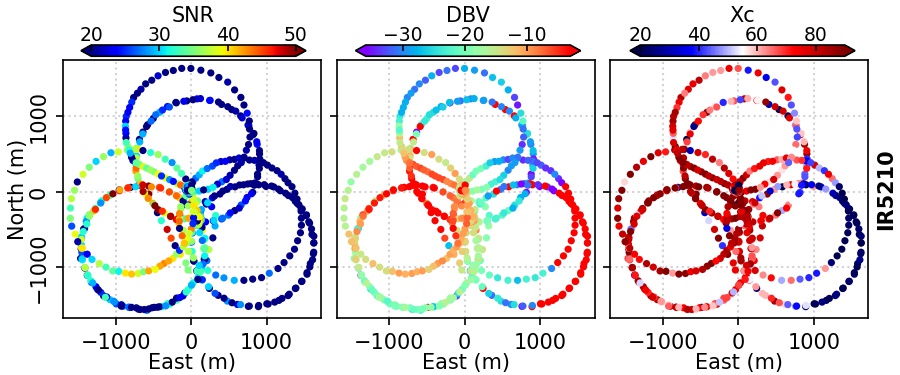 SNR DBV Xc
20 30 40 50 −30 −20 −10 20 40 60 80
North (m)
1000
0
−1000
IR5210
−1000 0 1000 −1000 0 1000 −1000 0 1000
East (m) East (m) East (m)